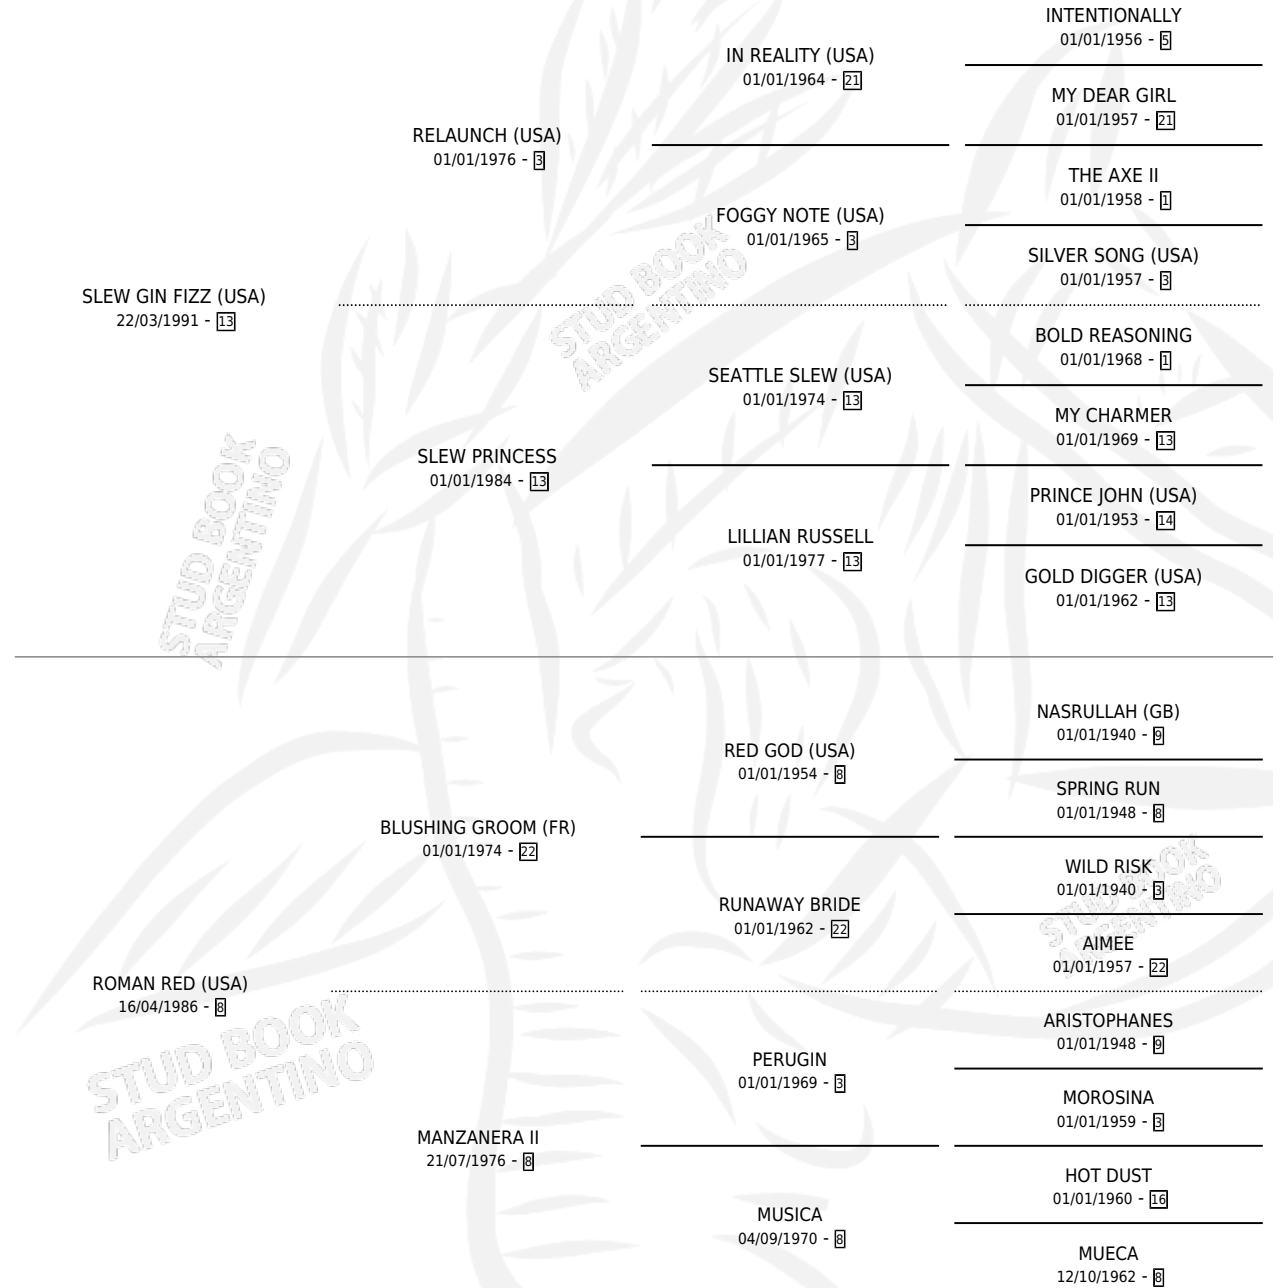 INTENTIONALLY
01/01/1956 - 5
IN REALITY (USA)
01/01/1964 - 21
MY DEAR GIRL
01/01/1957 - 21
RELAUNCH (USA)
01/01/1976 - 3
THE AXE II
01/01/1958 - 1
FOGGY NOTE (USA)
01/01/1965 - 3
SILVER SONG (USA)
01/01/1957 - 3
SLEW GIN FIZZ (USA)
22/03/1991 - 13
BOLD REASONING
01/01/1968 - 1
SEATTLE SLEW (USA)
01/01/1974 - 13
MY CHARMER
01/01/1969 - 13
SLEW PRINCESS
01/01/1984 - 13
PRINCE JOHN (USA)
01/01/1953 - 14
LILLIAN RUSSELL
01/01/1977 - 13
GOLD DIGGER (USA)
01/01/1962 - 13
STUD BOOK
ARGENTINO
STUD BOOK
ARGENTINO
NASRULLAH (GB)
01/01/1940 - 9
RED GOD (USA)
01/01/1954 - 8
SPRING RUN
01/01/1948 - 8
BLUSHING GROOM (FR)
01/01/1974 - 22
WILD RISK
01/01/1940 - 3
RUNAWAY BRIDE
01/01/1962 - 22
AIMEE
01/01/1957 - 22
ROMAN RED (USA)
16/04/1986 - 8
ARISTOPHANES
01/01/1948 - 9
PERUGIN
01/01/1969 - 3
MOROSINA
01/01/1959 - 3
MANZANERA II
21/07/1976 - 8
HOT DUST
01/01/1960 - 16
MUSICA
04/09/1970 - 8
MUECA
12/10/1962 - 8
STUD BOOK
ARGENTINO
STUD BOOK
ARGENTINO